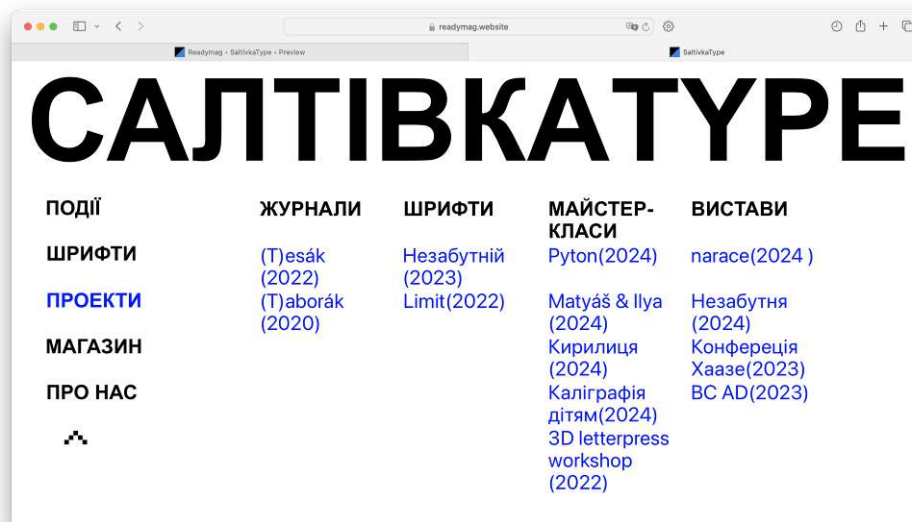 readymag.website
Readymag - SaltivkaType - Preview
SaltivkaType
САЛТІВКАTYPE
ПОДІЇ
ШРИФТИ
ПРОЕКТИ
МАГАЗИН
ПРО НАС
ЖУРНАЛИ
(T)esák
(2022)
(T)aborák
(2020)
ШРИФТИ
Незабутній
(2023)
Limit(2022)
МАЙСТЕР-
КЛАСИ
Pyton(2024)
Matyáš & Ilya
(2024)
Кирилиця
(2024)
Каліграфія
дітям(2024)
3D letterpress
workshop
(2022)
ВИСТАВИ
narace(2024 )
Незабутня
(2024)
Конфереція
Хаазе(2023)
BC AD(2023)